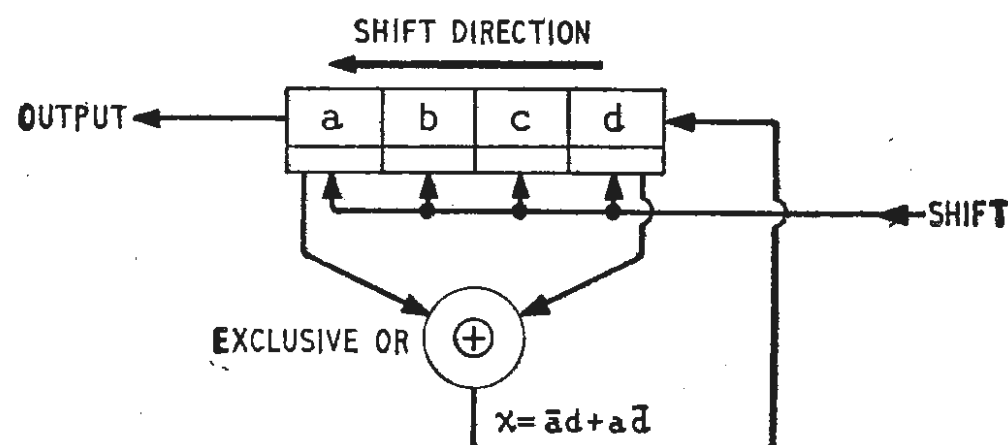 SHIFT DIRECTION
OUTPUT
a b c d
SHIFT
EXCLUSIVE OR
+
x = ād + ad̄